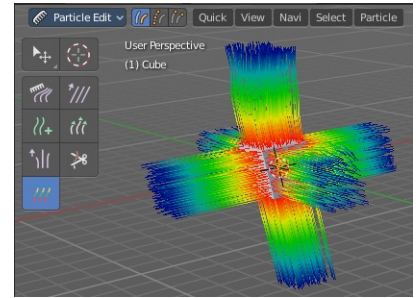 Particle Edit Quick View Navi Select Particle
User Perspective
(1) Cube